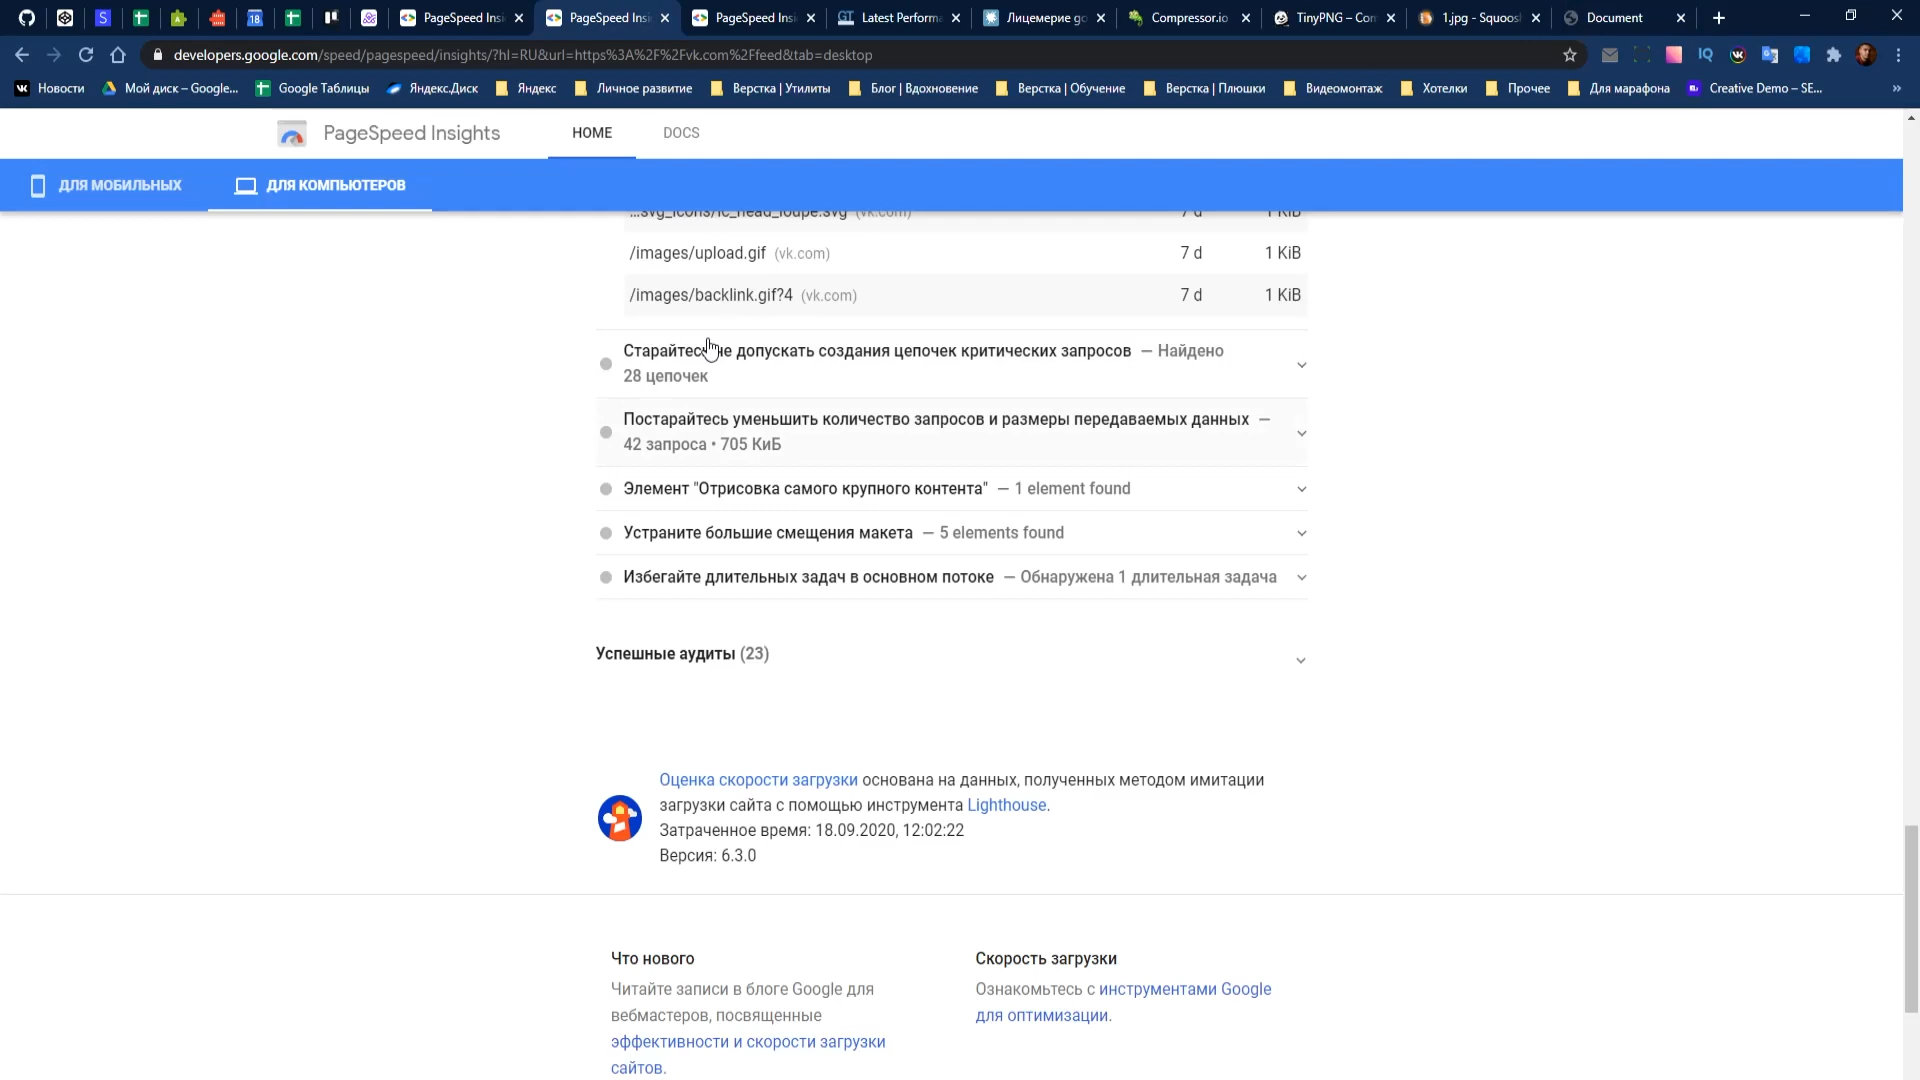 PageSpeed Insi
PageSpeed Insi
PageSpeed Insi
Latest Performa
Лицемерие go
Compressor.io
TinyPNG – Con
1.jpg - Squoosh
Document
developers.google.com/speed/pagespeed/insights/?hl=RU&url=https%3A%2F%2Fvk.com%2Ffeed&tab=desktop
Новости
Мой диск – Google...
Google Таблицы
Яндекс.Диск
Яндекс
Личное развитие
Верстка | Утилиты
Блог | Вдохновение
Верстка | Обучение
Верстка | Плюшки
Видеомонтаж
Хотелки
Прочее
Для марафона
Creative Demo – SE...
PageSpeed Insights
HOME
DOCS
ДЛЯ МОБИЛЬНЫХ
ДЛЯ КОМПЬЮТЕРОВ
...svg_icons/ic_head_loupe.svg (vk.com) 7 d 1 KiB
/images/upload.gif (vk.com) 7 d 1 KiB
/images/backlink.gif?4 (vk.com) 7 d 1 KiB
Старайтесь не допускать создания цепочек критических запросов — Найдено
28 цепочек
Постарайтесь уменьшить количество запросов и размеры передаваемых данных —
42 запроса • 705 КиБ
Элемент "Отрисовка самого крупного контента" — 1 element found
Устраните большие смещения макета — 5 elements found
Избегайте длительных задач в основном потоке — Обнаружена 1 длительная задача
Успешные аудиты (23)
Оценка скорости загрузки основана на данных, полученных методом имитации
загрузки сайта с помощью инструмента Lighthouse.
Затраченное время: 18.09.2020, 12:02:22
Версия: 6.3.0
Что нового
Читайте записи в блоге Google для
вебмастеров, посвященные
эффективности и скорости загрузки
сайтов.
Скорость загрузки
Ознакомьтесь с инструментами Google
для оптимизации.